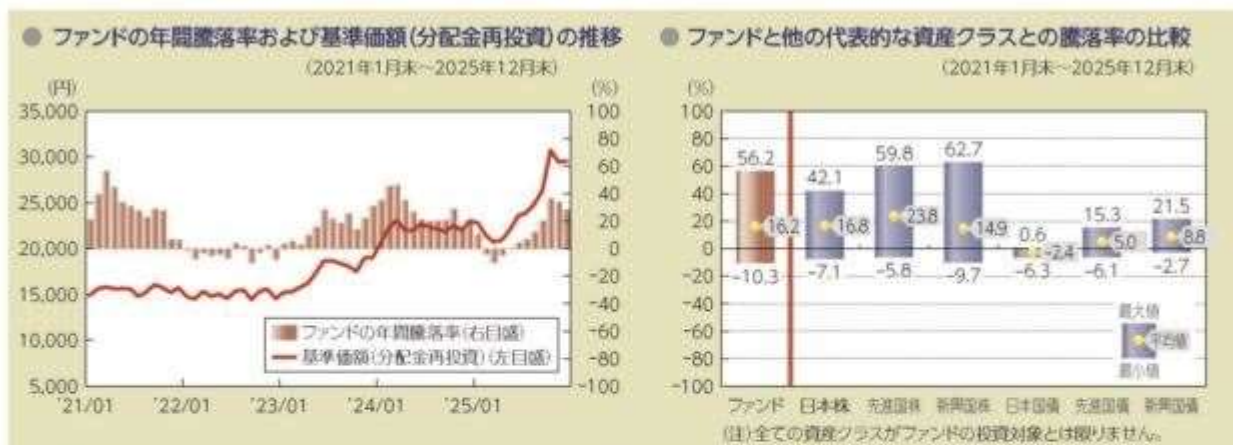 ● ファンドの年間騰落率および基準価額(分配金再投資)の推移
(2021年1月末~2025年12月末)
(円)
(%)
35,000
30,000
25,000
20,000
15,000
10,000
5,000
100
80
60
40
20
0
-20
-40
-60
-80
-100
ファンドの年間騰落率(右目盛)
基準価額(分配金再投資)(左目盛)
'21/01 '22/01 '23/01 '24/01 '25/01
● ファンドと他の代表的な資産クラスとの騰落率の比較
(2021年1月末~2025年12月末)
(%)
100
80
60
40
20
0
-20
-40
-60
-80
-100
56.2 42.1 59.8 62.7 0.6 15.3 21.5
16.2 16.8 23.8 14.9 -2.4 5.0 8.8
-10.3 -7.1 -5.8 -9.7 -6.3 -6.1 -2.7
最大値
平均値
最小値
ファンド 日本株 先進国株 新興国株 日本国債 先進国債 新興国債
(注)全ての資産クラスがファンドの投資対象とは限りません。